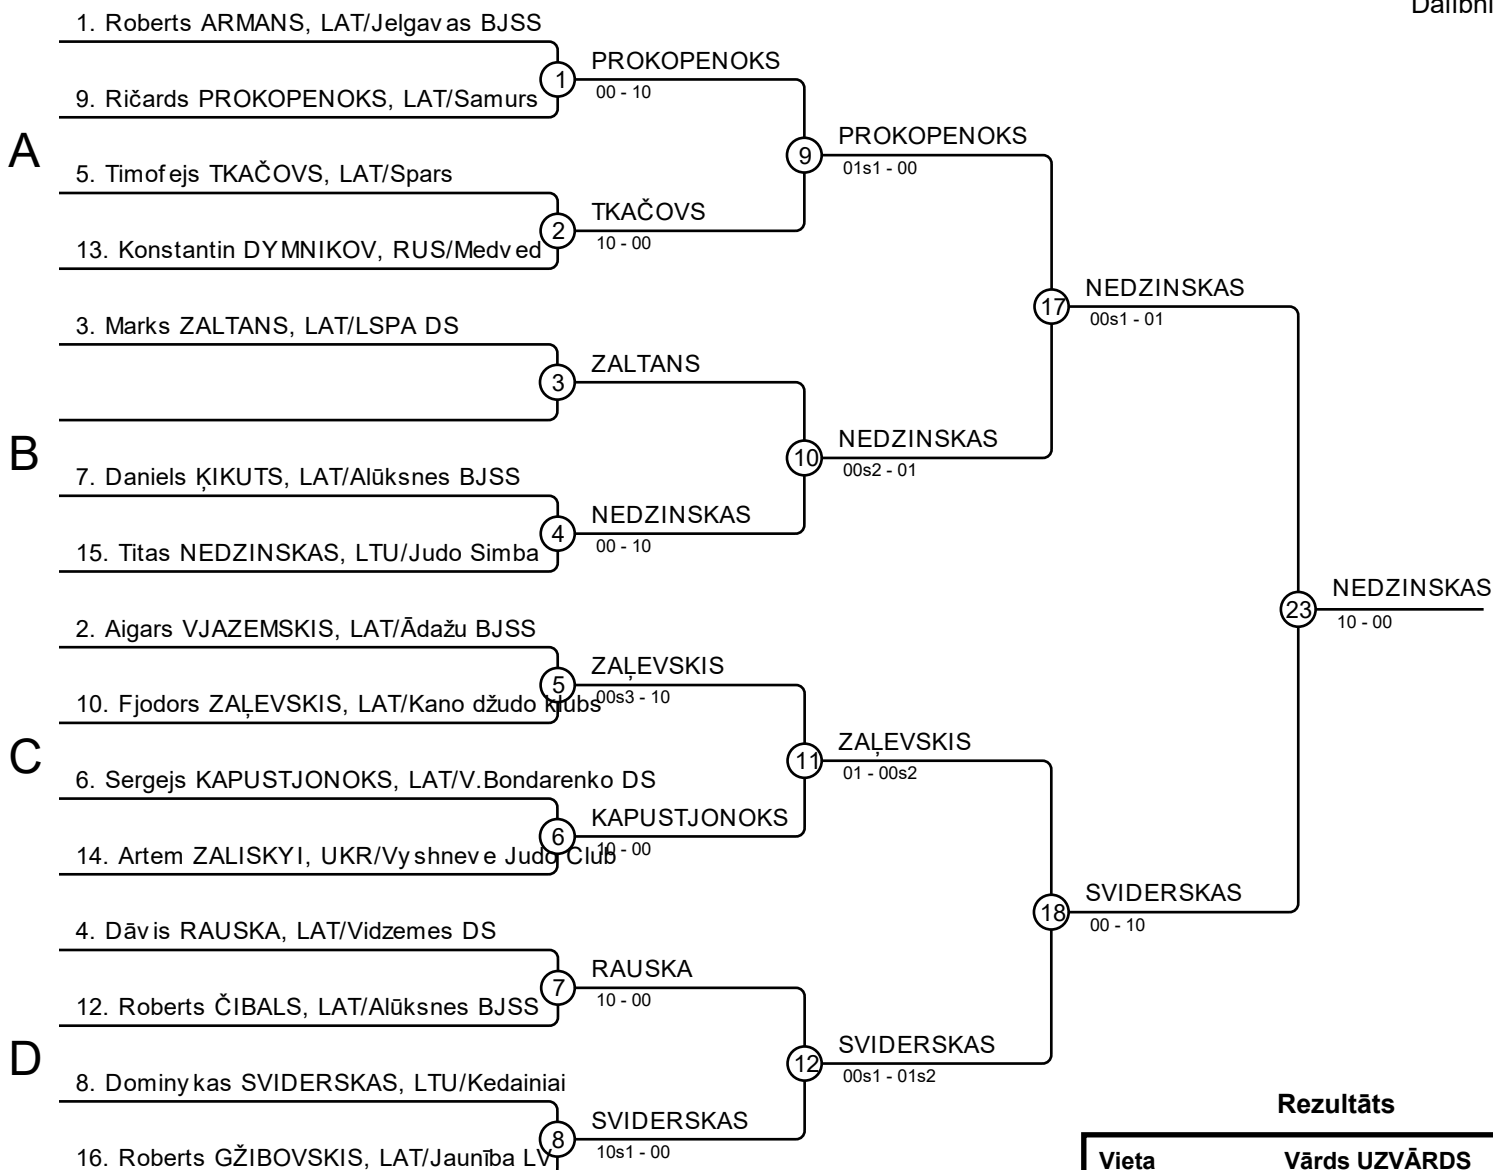 Dalībni
1. Roberts ARMANS, LAT/Jelgavas BJSS
1
PROKOPENOKS
00 - 10
9. Ričards PROKOPENOKS, LAT/Samurs
A
9
PROKOPENOKS
01s1 - 00
5. Timofejs TKAČOVS, LAT/Spars
2
TKAČOVS
10 - 00
13. Konstantin DYMNIKOV, RUS/Medved
17
NEDZINSKAS
00s1 - 01
3. Marks ZALTANS, LAT/LSPA DS
3
ZALTANS
B
10
NEDZINSKAS
00s2 - 01
7. Daniels ĶIKUTS, LAT/Alūksnes BJSS
4
NEDZINSKAS
00 - 10
15. Titas NEDZINSKAS, LTU/Judo Simba
23
NEDZINSKAS
10 - 00
2. Aigars VJAZEMSKIS, LAT/Ādažu BJSS
5
ZAĻEVSKIS
00s3 - 10
10. Fjodors ZAĻEVSKIS, LAT/Kano džudo klubs
C
11
ZAĻEVSKIS
01 - 00s2
6. Sergejs KAPUSTJONOKS, LAT/V.Bondarenko DS
6
KAPUSTJONOKS
10 - 00
14. Artem ZALISKYI, UKR/Vyshneve Judo Club
18
SVIDERSKAS
00 - 10
4. Dāvis RAUSKA, LAT/Vidzemes DS
7
RAUSKA
10 - 00
12. Roberts ČIBALS, LAT/Alūksnes BJSS
D
12
SVIDERSKAS
00s1 - 01s2
8. Dominykas SVIDERSKAS, LTU/Kedainiai
8
SVIDERSKAS
10s1 - 00
16. Roberts GŽIBOVSKIS, LAT/Jaunība LV
Rezultāts
Vieta Vārds UZVĀRDS